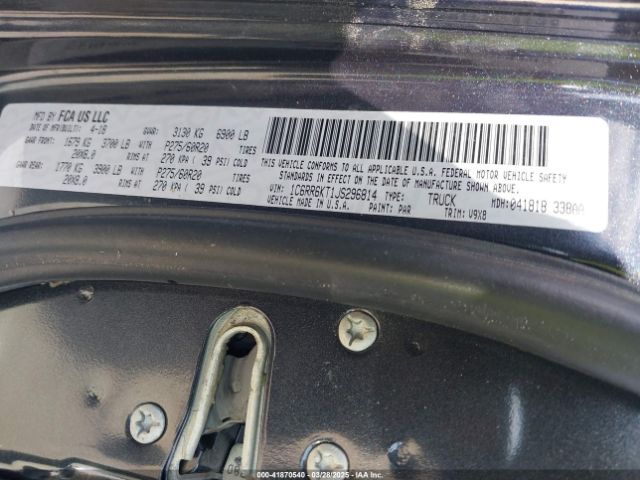 MFD BY FCA US LLC
DATE OF MFR(BUILT): 4-18 GVWR: 3130 KG 6900 LB
GAWR FRONT: 1679 KG 3700 LB WITH P275/60R20 TIRES
20X8.0 RIMS AT 270 KPA ( 39 PSI) COLD
GAWR REAR: 1770 KG 3900 LB WITH P275/60R20 TIRES
20X8.0 RIMS AT 270 KPA ( 39 PSI) COLD
THIS VEHICLE CONFORMS TO ALL APPLICABLE U.S.A. FEDERAL MOTOR VEHICLE SAFETY
STANDARDS IN EFFECT ON THE DATE OF MANUFACTURE SHOWN ABOVE.
VIN: 1C6RR6KT1JS296814 TYPE: TRUCK MDH:041818 338AA
VEHICLE MADE IN U.S.A. PAINT: PAR TRIM: V9X8
000-41870540 - 03/28/2025 - IAA INC.